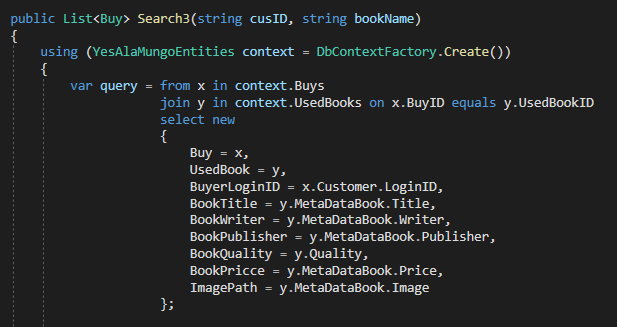 public List<Buy> Search3(string cusID, string bookName)
{
using (YesAlaMungoEntities context = DbContextFactory.Create())
{
var query = from x in context.Buys
join y in context.UsedBooks on x.BuyID equals y.UsedBookID
select new
{
Buy = x,
UsedBook = y,
BuyerLoginID = x.Customer.LoginID,
BookTitle = y.MetaDataBook.Title,
BookWriter = y.MetaDataBook.Writer,
BookPublisher = y.MetaDataBook.Publisher,
BookQuality = y.Quality,
BookPricce = y.MetaDataBook.Price,
ImagePath = y.MetaDataBook.Image
};